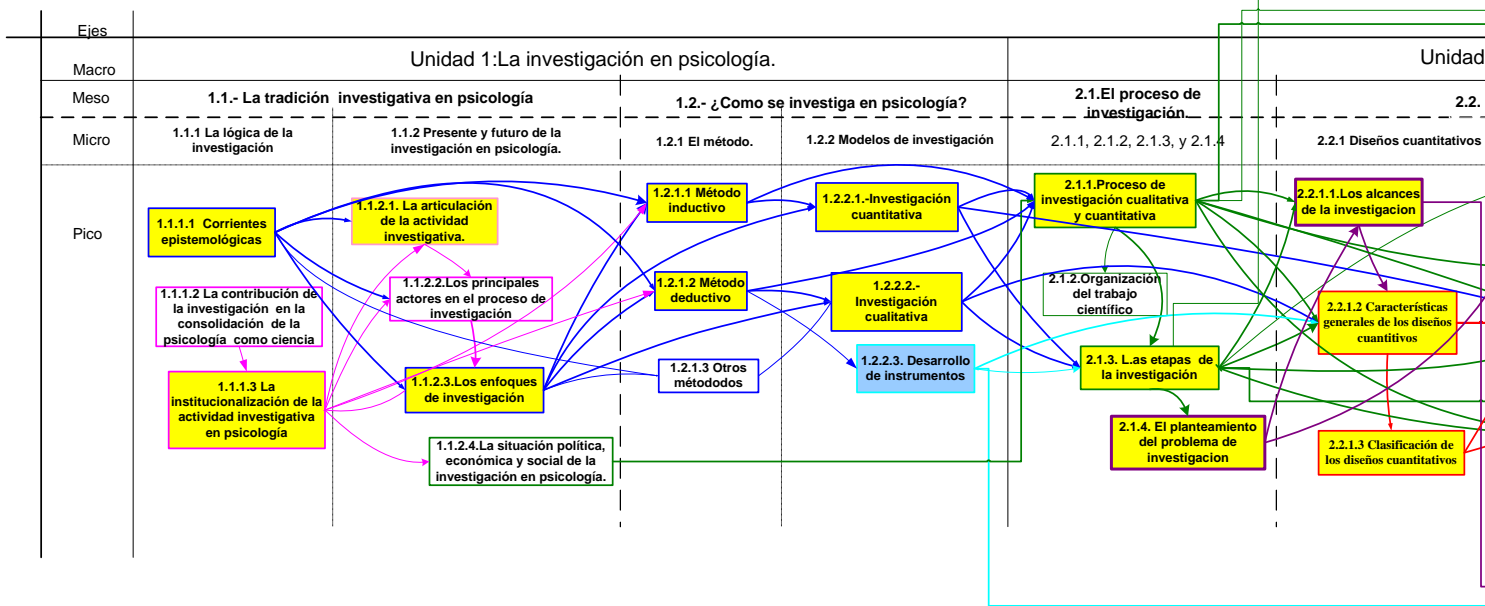 Ejes
Macro
Unidad 1:La investigación en psicología.
Unidad
Meso
1.1.- La tradición investigativa en psicología
1.2.- ¿Como se investiga en psicología?
2.1.El proceso de
investigación.
2.2.
Micro
1.1.1 La lógica de la
investigación
1.1.2 Presente y futuro de la
investigación en psicología.
1.2.1 El método.
1.2.2 Modelos de investigación
2.1.1, 2.1.2, 2.1.3, y 2.1.4
2.2.1 Diseños cuantitativos
Pico
1.1.1.1 Corrientes
epistemológicas
1.1.1.2 La contribución de
la investigación en la
consolidación de la
psicología como ciencia
1.1.1.3 La
institucionalización de la
actividad investigativa
en psicología
1.1.2.1. La articulación
de la actividad
investigativa.
1.1.2.2.Los principales
actores en el proceso de
investigación
1.1.2.3.Los enfoques
de investigación
1.1.2.4.La situación política,
económica y social de la
investigación en psicología.
1.2.1.1 Método
inductivo
1.2.1.2 Método
deductivo
1.2.1.3 Otros
métododos
1.2.2.1.-Investigación
cuantitativa
1.2.2.2.-
Investigación
cualitativa
1.2.2.3. Desarrollo
de instrumentos
2.1.1.Proceso de
investigación cualitativa
y cuantitativa
2.1.2.Organización
del trabajo
científico
2.1.3. L.as etapas de
la investigación
2.1.4. El planteamiento
del problema de
investigacion
2.2.1.1.Los alcances
de la investigacion
2.2.1.2 Características
generales de los diseños
cuantitivos
2.2.1.3 Clasificación de
los diseños cuantitativos